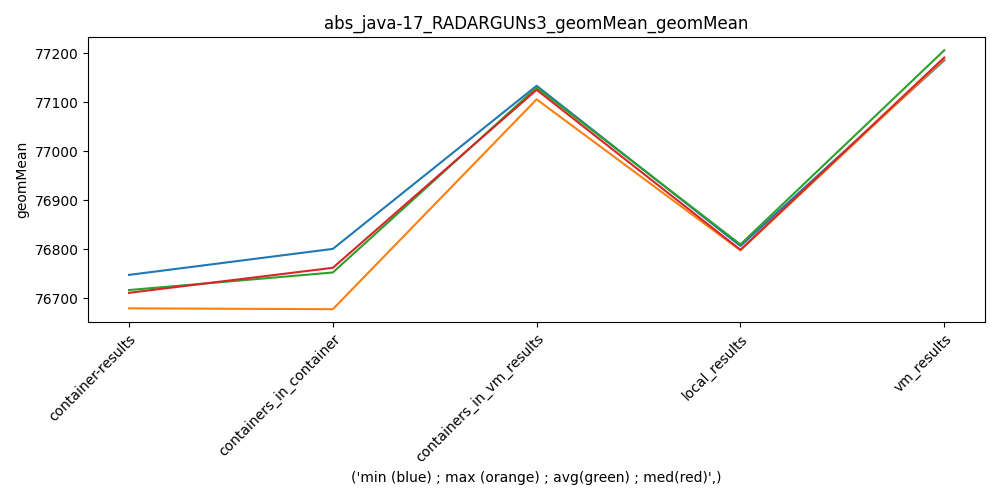 abs_java-17_RADARGUNs3_geomMean_geomMean
geomMean
77200
77100
77000
76900
76800
76700
container-results
containers_in_container
containers_in_vm_results
local_results
vm_results
('min (blue) ; max (orange) ; avg(green) ; med(red)',)